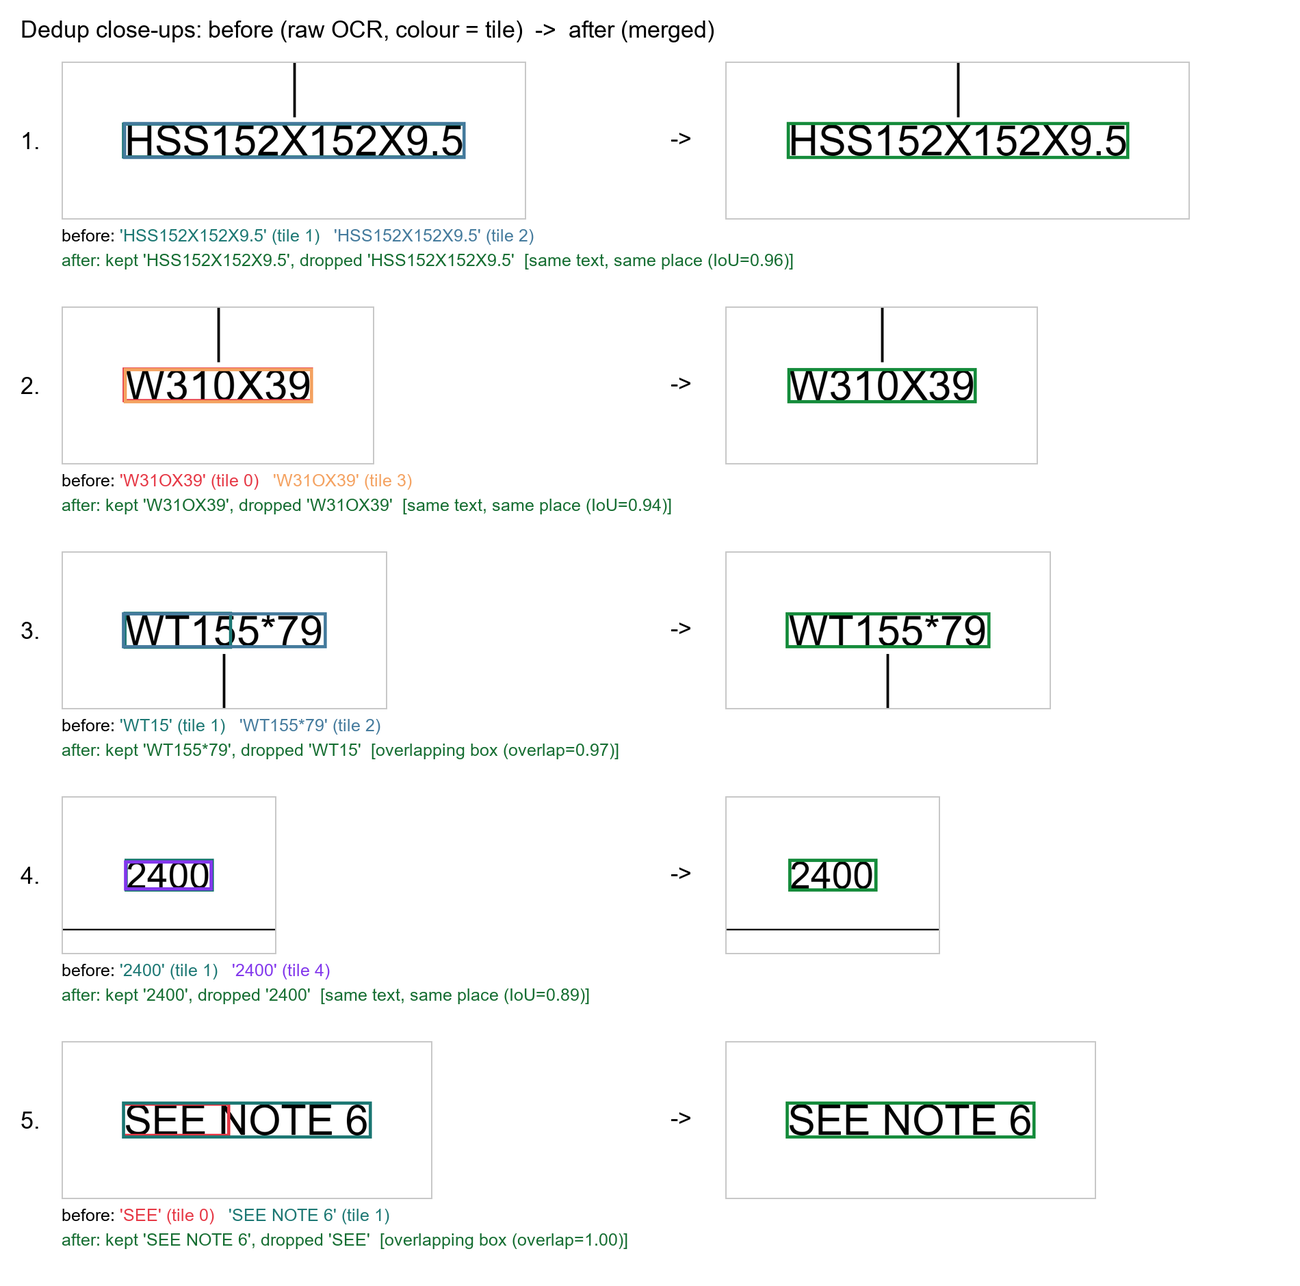 Dedup close-ups: before (raw OCR, colour = tile)  ->  after (merged)
1. HSS152X152X9.5 -> HSS152X152X9.5
before: 'HSS152X152X9.5' (tile 1)   'HSS152X152X9.5' (tile 2)
after: kept 'HSS152X152X9.5', dropped 'HSS152X152X9.5'  [same text, same place (IoU=0.96)]
2. W310X39 -> W310X39
before: 'W31OX39' (tile 0)   'W31OX39' (tile 3)
after: kept 'W31OX39', dropped 'W31OX39'  [same text, same place (IoU=0.94)]
3. WT155*79 -> WT155*79
before: 'WT15' (tile 1)   'WT155*79' (tile 2)
after: kept 'WT155*79', dropped 'WT15'  [overlapping box (overlap=0.97)]
4. 2400 -> 2400
before: '2400' (tile 1)   '2400' (tile 4)
after: kept '2400', dropped '2400'  [same text, same place (IoU=0.89)]
5. SEE NOTE 6 -> SEE NOTE 6
before: 'SEE' (tile 0)   'SEE NOTE 6' (tile 1)
after: kept 'SEE NOTE 6', dropped 'SEE'  [overlapping box (overlap=1.00)]